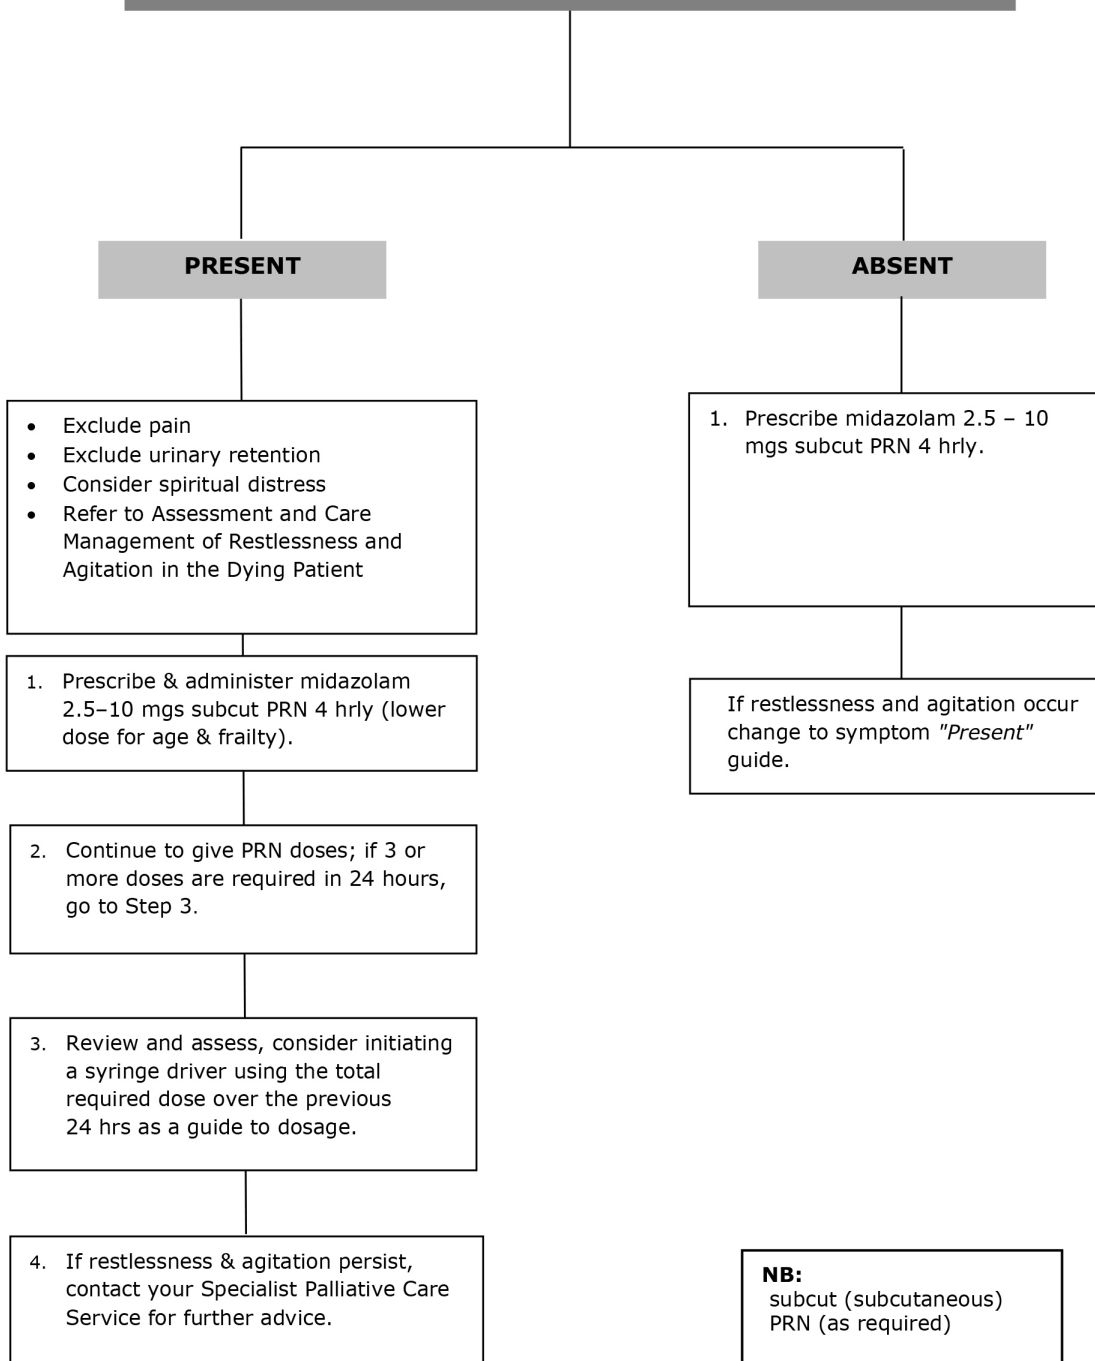 PRESENT
ABSENT
• Exclude pain
• Exclude urinary retention
• Consider spiritual distress
• Refer to Assessment and Care
Management of Restlessness and
Agitation in the Dying Patient
1. Prescribe midazolam 2.5 – 10
mgs subcut PRN 4 hrly.
1. Prescribe & administer midazolam
2.5–10 mgs subcut PRN 4 hrly (lower
dose for age & frailty).
If restlessness and agitation occur
change to symptom "Present"
guide.
2. Continue to give PRN doses; if 3 or
more doses are required in 24 hours,
go to Step 3.
3. Review and assess, consider initiating
a syringe driver using the total
required dose over the previous
24 hrs as a guide to dosage.
4. If restlessness & agitation persist,
contact your Specialist Palliative Care
Service for further advice.
NB:
subcut (subcutaneous)
PRN (as required)